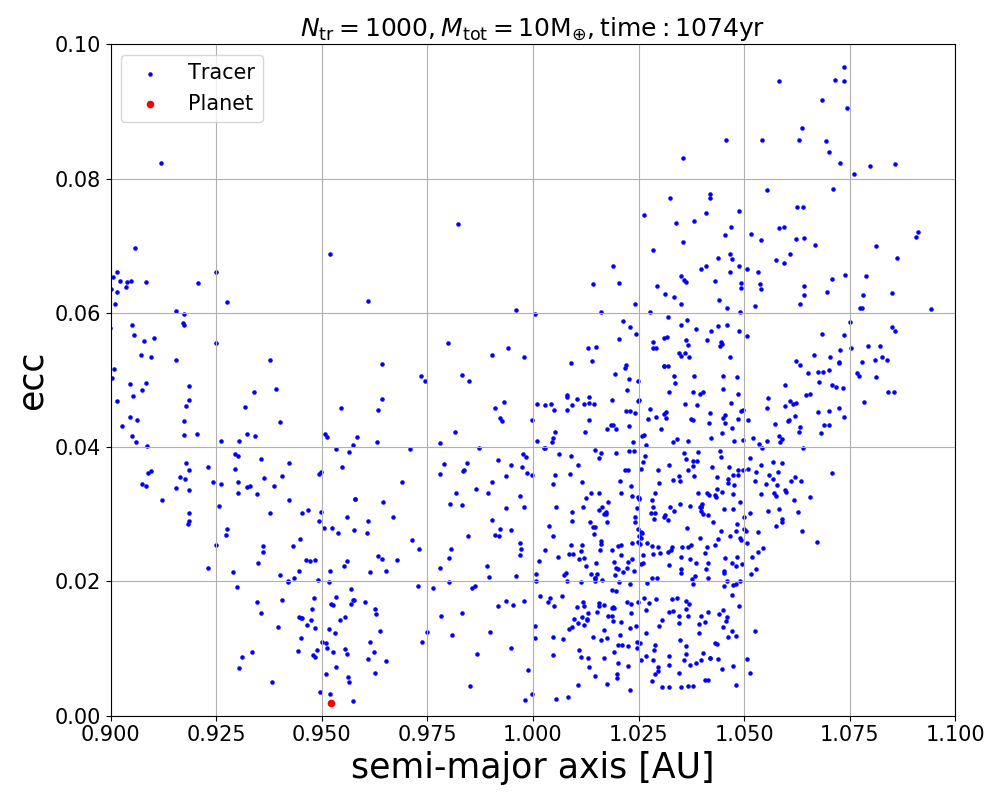 N_tr = 1000, M_tot = 10M_⊕, time : 1074yr
Tracer
Planet
ecc
0.10
0.08
0.06
0.04
0.02
0.00
0.900 0.925 0.950 0.975 1.000 1.025 1.050 1.075 1.100
semi-major axis [AU]